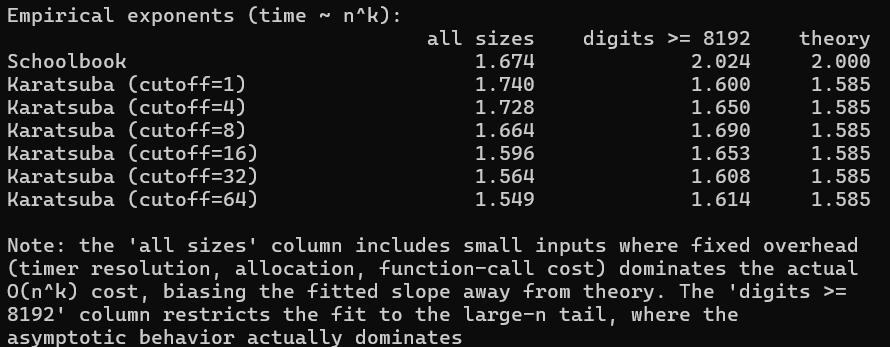 Empirical exponents (time ~ n^k):
all sizes digits >= 8192 theory
Schoolbook 1.674 2.024 2.000
Karatsuba (cutoff=1) 1.740 1.600 1.585
Karatsuba (cutoff=4) 1.728 1.650 1.585
Karatsuba (cutoff=8) 1.664 1.690 1.585
Karatsuba (cutoff=16) 1.596 1.653 1.585
Karatsuba (cutoff=32) 1.564 1.608 1.585
Karatsuba (cutoff=64) 1.549 1.614 1.585
Note: the 'all sizes' column includes small inputs where fixed overhead
(timer resolution, allocation, function-call cost) dominates the actual
O(n^k) cost, biasing the fitted slope away from theory. The 'digits >=
8192' column restricts the fit to the large-n tail, where the
asymptotic behavior actually dominates